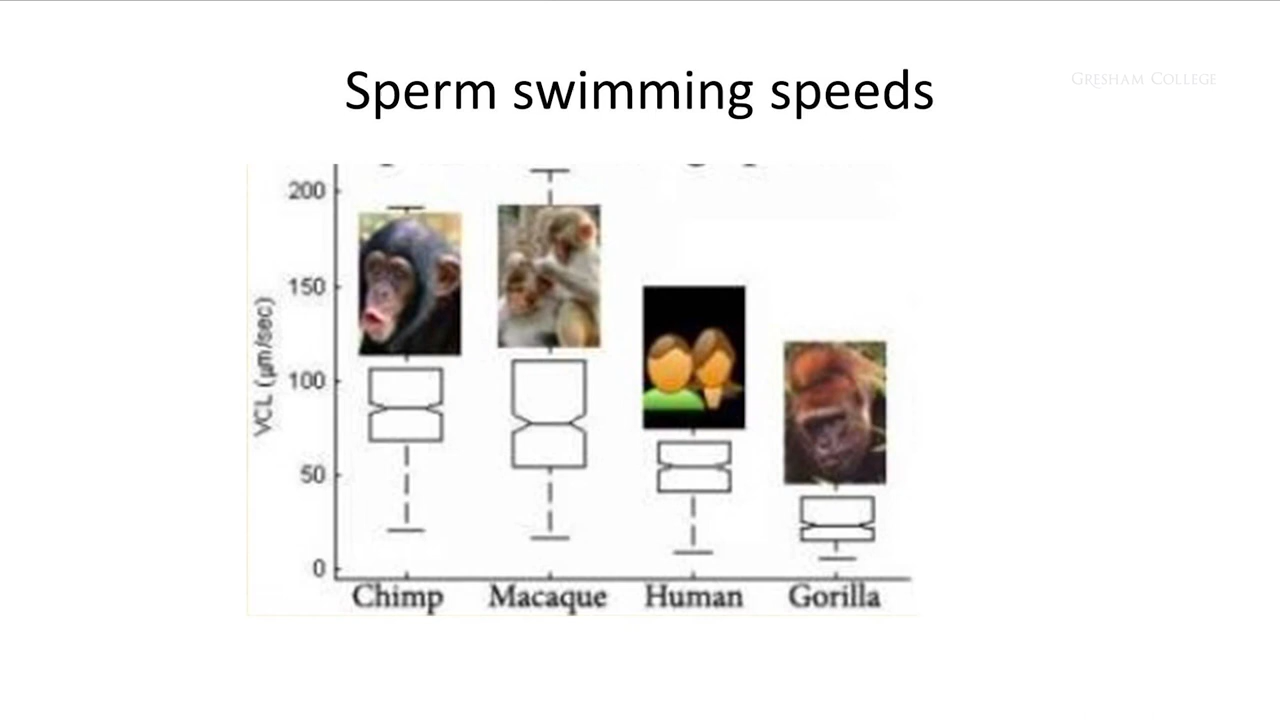 Sperm swimming speeds
GRESHAM COLLEGE
200
150
100
50
0
VCL (µm/sec)
Chimp Macaque Human Gorilla